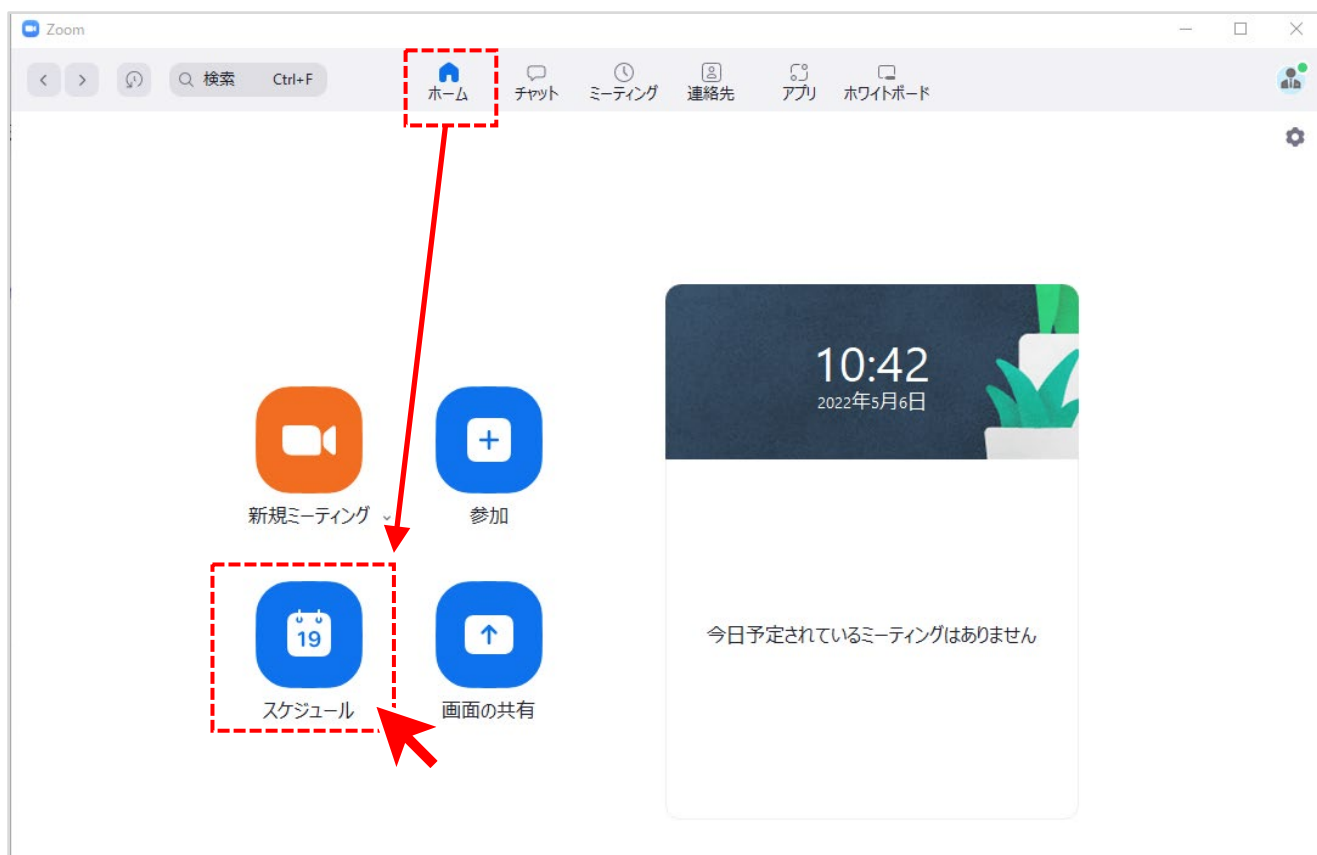 Zoom
検索 Ctrl+F
ホーム チャット ミーティング 連絡先 アプリ ホワイトボード
10:42
2022年5月6日
新規ミーティング 参加
19
スケジュール 画面の共有
今日予定されているミーティングはありません